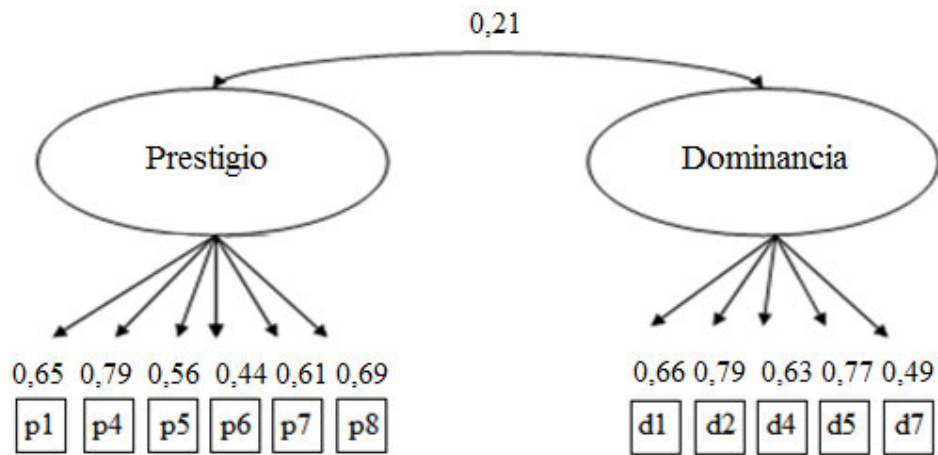 0,21
Prestigio Dominancia
0,65 0,79 0,56 0,44 0,61 0,69 0,66 0,79 0,63 0,77 0,49
p1 p4 p5 p6 p7 p8 d1 d2 d4 d5 d7